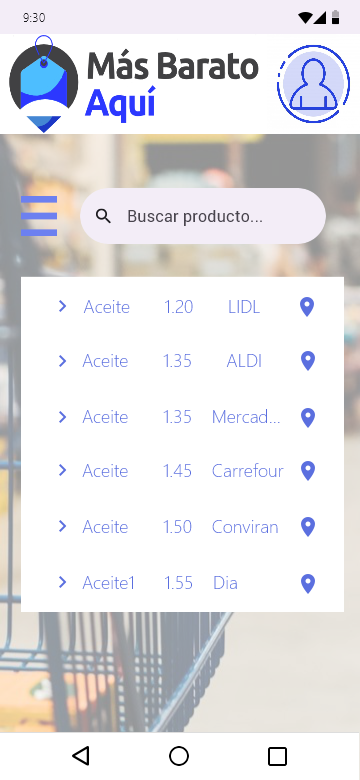 9:30
Más Barato
Aquí
Buscar producto...
Aceite 1.20 LIDL
Aceite 1.35 ALDI
Aceite 1.35 Mercad...
Aceite 1.45 Carrefour
Aceite 1.50 Conviran
Aceite1 1.55 Dia